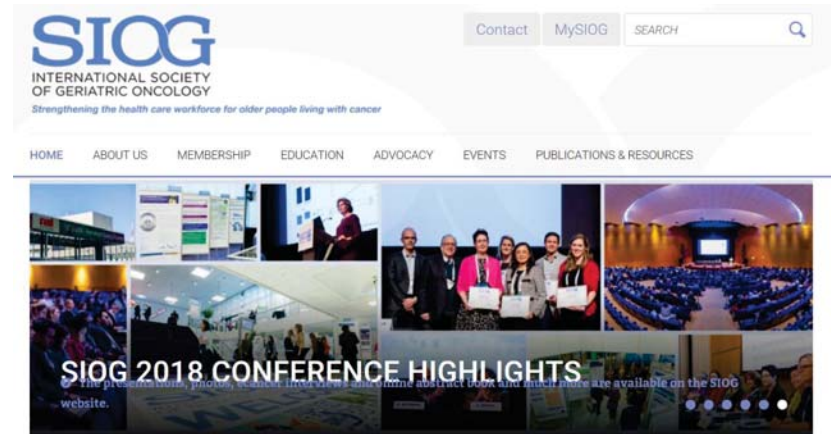 Contact
MySIOG
SEARCH
SIOG
INTERNATIONAL SOCIETY
OF GERIATRIC ONCOLOGY
Strengthening the health care workforce for older people living with cancer
HOME
ABOUT US
MEMBERSHIP
EDUCATION
ADVOCACY
EVENTS
PUBLICATIONS & RESOURCES
SIOG 2018 CONFERENCE HIGHLIGHTS
The presentations, photos, ecancer interviews and online abstract book and much more are available on the SIOG
website.